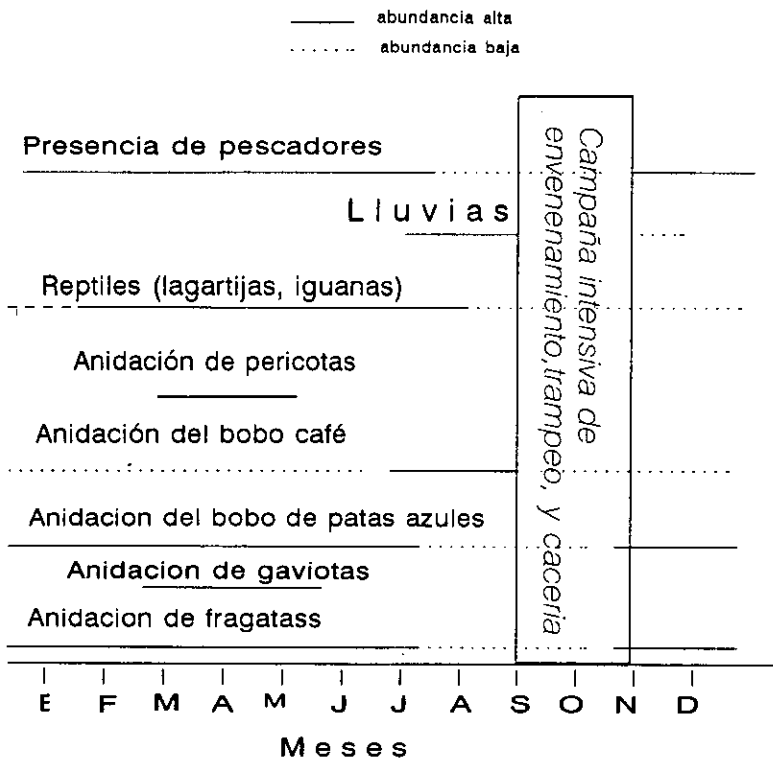 abundancia alta
abundancia baja
Presencia de pescadores
Lluvias
Reptiles (lagartijas, iguanas)
Anidación de pericotas
Anidación del bobo café
Anidacion del bobo de patas azules
Anidacion de gaviotas
Anidacion de fragatass
Campaña intensiva de
envenenamiento, trampeo, y caceria
E F M A M J J A S O N D
Meses